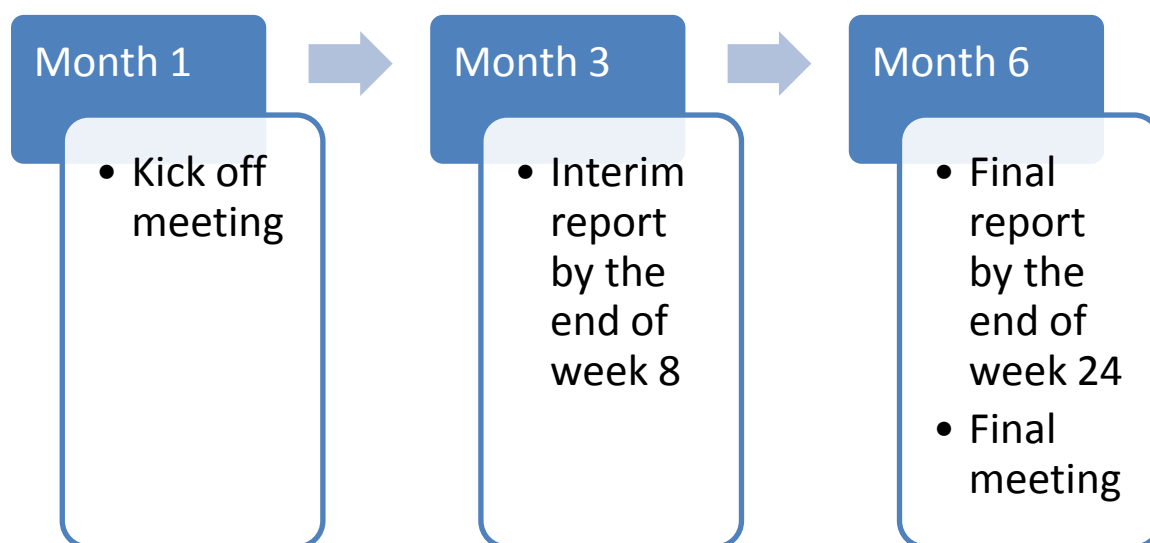 Month 1
• Kick off
meeting
Month 3
• Interim
report
by the
end of
week 8
Month 6
• Final
report
by the
end of
week 24
• Final
meeting